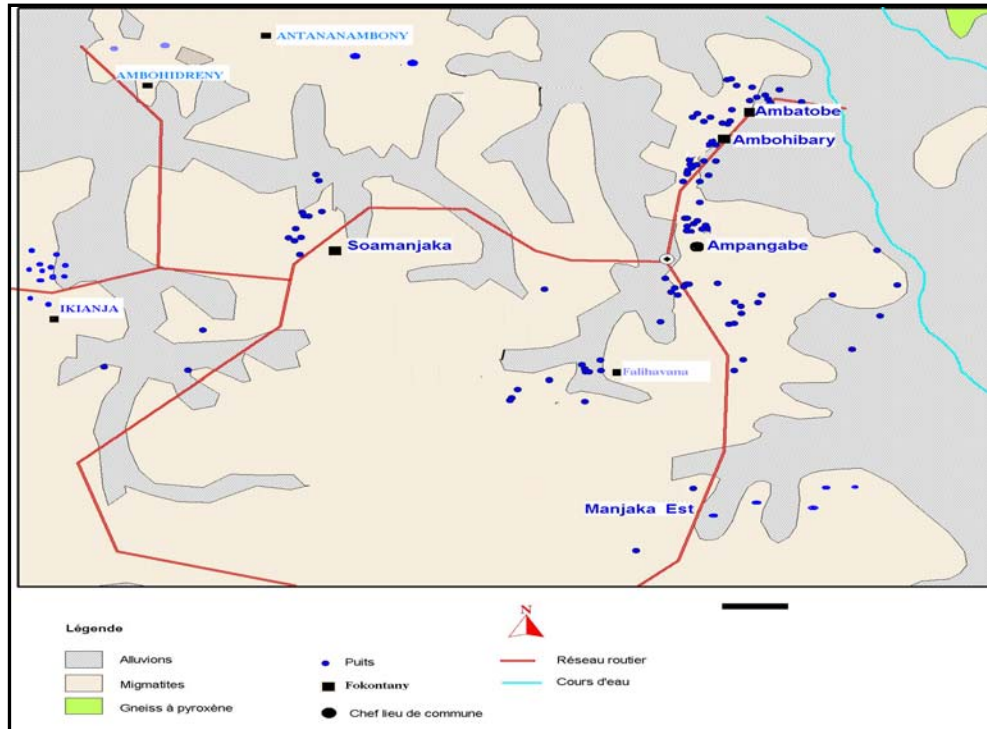 ANTANANAMBONY
AMBOHIDRENY
Ambatobe
Ambohibary
Soamanjaka
Ampangabe
IKIANJA
Falihavana
Manjaka Est
N
Légende
Alluvions
Puits
Réseau routier
Migmatites
Fokontany
Cours d'eau
Gneiss à pyroxène
Chef lieu de commune